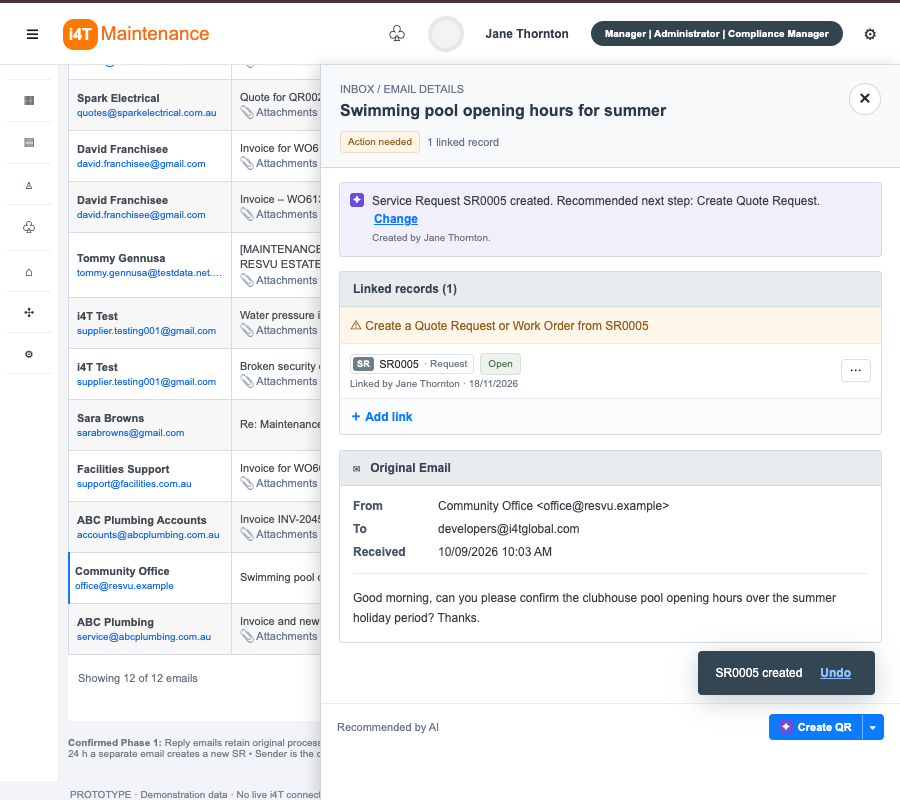 i4T Maintenance
Jane Thornton
Manager | Administrator | Compliance Manager
Spark Electrical
quotes@sparkelectrical.com.au
Quote for QR002
Attachments
David Franchisee
david.franchisee@gmail.com
Invoice for WO6
Attachments
David Franchisee
david.franchisee@gmail.com
Invoice – WO61
Attachments
Tommy Gennusa
tommy.gennusa@testdata.net....
[MAINTENANCE
RESVU ESTATE
Attachments
i4T Test
supplier.testing001@gmail.com
Water pressure i
Attachments
i4T Test
supplier.testing001@gmail.com
Broken security
Attachments
Sara Browns
sarabrowns@gmail.com
Re: Maintenance
Facilities Support
support@facilities.com.au
Invoice for WO6
Attachments
ABC Plumbing Accounts
accounts@abcplumbing.com.au
Invoice INV-2045
Attachments
Community Office
office@resvu.example
Swimming pool
ABC Plumbing
service@abcplumbing.com.au
Invoice and new
Attachments
Showing 12 of 12 emails
Confirmed Phase 1: Reply emails retain original process
24 h a separate email creates a new SR • Sender is the
PROTOTYPE · Demonstration data · No live i4T connect
INBOX / EMAIL DETAILS
Swimming pool opening hours for summer
Action needed 1 linked record
Service Request SR0005 created. Recommended next step: Create Quote Request.
Change
Created by Jane Thornton.
Linked records (1)
⚠ Create a Quote Request or Work Order from SR0005
SR SR0005 · Request Open
Linked by Jane Thornton · 18/11/2026
...
+ Add link
Original Email
From Community Office <office@resvu.example>
To developers@i4tglobal.com
Received 10/09/2026 10:03 AM
Good morning, can you please confirm the clubhouse pool opening hours over the summer
holiday period? Thanks.
SR0005 created Undo
Recommended by AI
Create QR